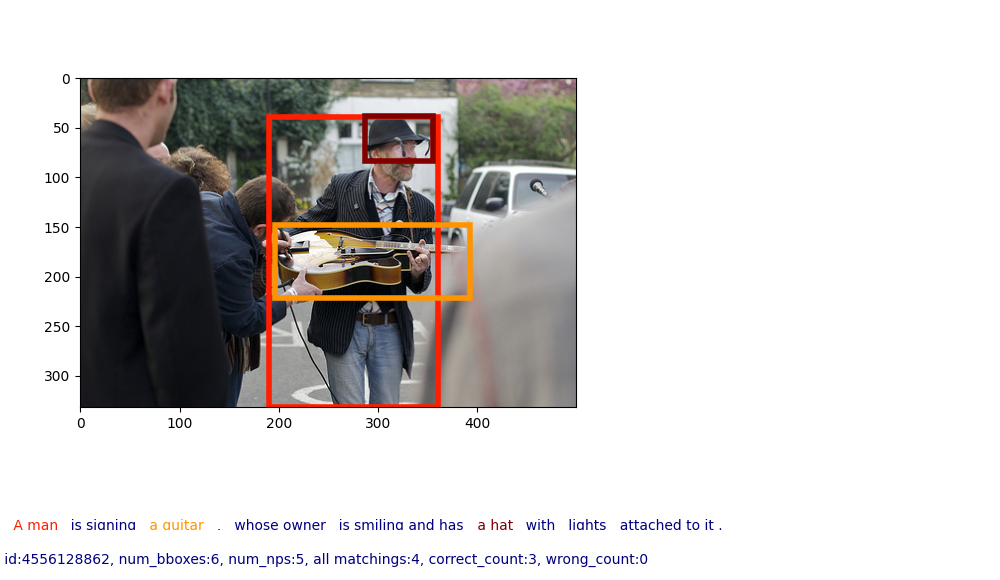 0
50
100
150
200
250
300
0 100 200 300 400
A man is signing a guitar . whose owner is smiling and has a hat with lights attached to it .
id:4556128862, num_bboxes:6, num_nps:5, all matchings:4, correct_count:3, wrong_count:0